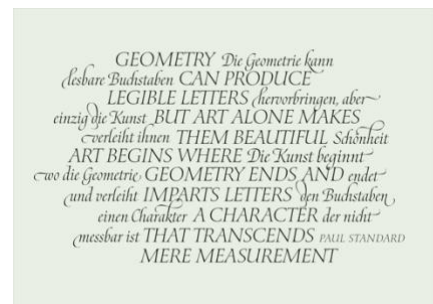 GEOMETRY Die Geometrie kann
lesbare Buchstaben CAN PRODUCE
LEGIBLE LETTERS hervorbringen, aber
einzig die Kunst BUT ART ALONE MAKES
verleiht ihnen THEM BEAUTIFUL Schönheit
ART BEGINS WHERE Die Kunst beginnt
wo die Geometrie GEOMETRY ENDS AND endet
und verleiht IMPARTS LETTERS den Buchstaben
einen Charakter A CHARACTER der nicht
messbar ist THAT TRANSCENDS PAUL STANDARD
MERE MEASUREMENT